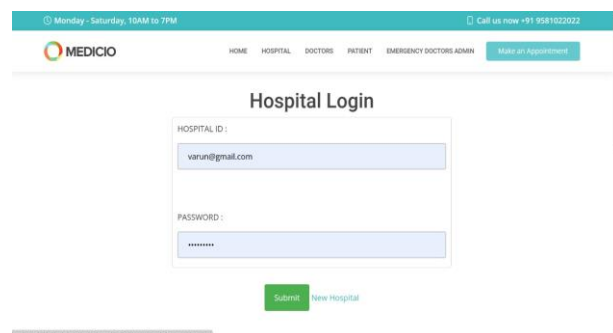 Monday - Saturday, 10AM to 7PM
Call us now +91 9581022022
MEDICIO
HOME HOSPITAL DOCTORS PATIENT EMERGENCY DOCTORS ADMIN Make an Appointment
Hospital Login
HOSPITAL ID :
varun@gmail.com
PASSWORD :
•••••••••
Submit New Hospital